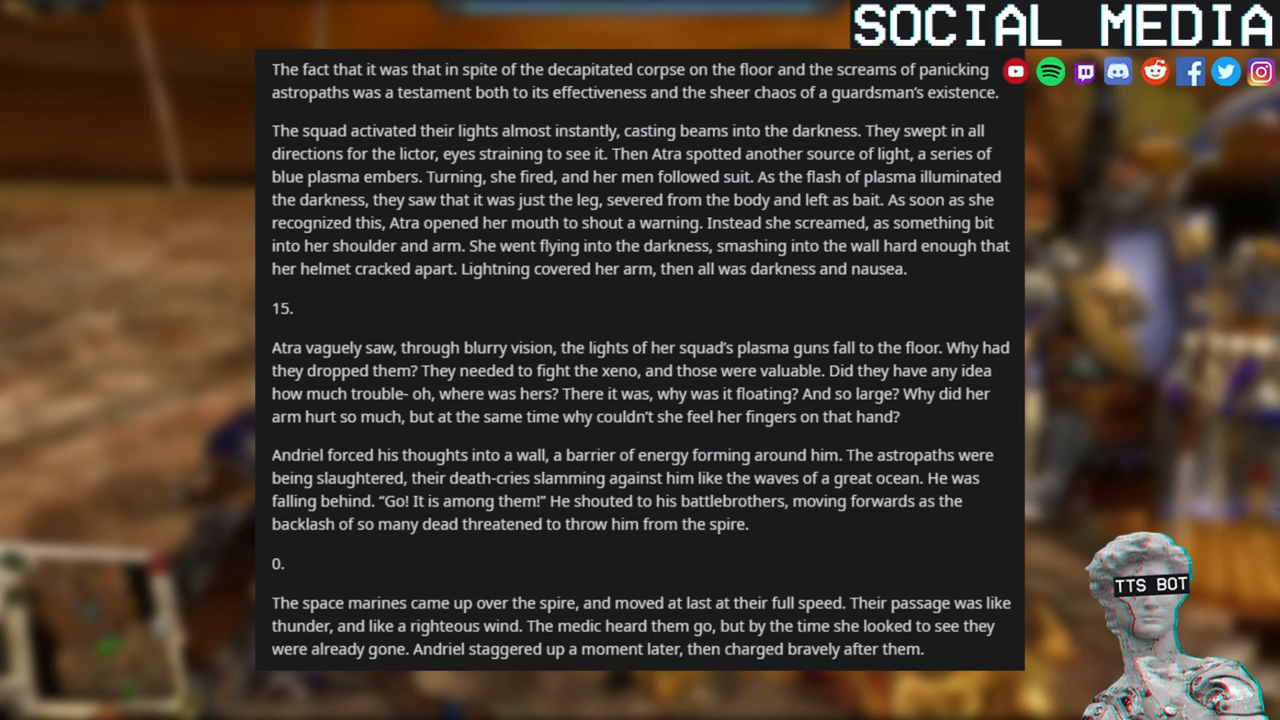 SOCIAL MEDIA
The fact that it was that in spite of the decapitated corpse on the floor and the screams of panicking
astropaths was a testament both to its effectiveness and the sheer chaos of a guardsman’s existence.
The squad activated their lights almost instantly, casting beams into the darkness. They swept in all
directions for the lictor, eyes straining to see it. Then Atra spotted another source of light, a series of
blue plasma embers. Turning, she fired, and her men followed suit. As the flash of plasma illuminated
the darkness, they saw that it was just the leg, severed from the body and left as bait. As soon as she
recognized this, Atra opened her mouth to shout a warning. Instead she screamed, as something bit
into her shoulder and arm. She went flying into the darkness, smashing into the wall hard enough that
her helmet cracked apart. Lightning covered her arm, then all was darkness and nausea.
15.
Atra vaguely saw, through blurry vision, the lights of her squad’s plasma guns fall to the floor. Why had
they dropped them? They needed to fight the xeno, and those were valuable. Did they have any idea
how much trouble- oh, where was hers? There it was, why was it floating? And so large? Why did her
arm hurt so much, but at the same time why couldn’t she feel her fingers on that hand?
Andriel forced his thoughts into a wall, a barrier of energy forming around him. The astropaths were
being slaughtered, their death-cries slamming against him like the waves of a great ocean. He was
falling behind. “Go! It is among them!” He shouted to his battlebrothers, moving forwards as the
backlash of so many dead threatened to throw him from the spire.
0.
The space marines came up over the spire, and moved at last at their full speed. Their passage was like
thunder, and like a righteous wind. The medic heard them go, but by the time she looked to see they
were already gone. Andriel staggered up a moment later, then charged bravely after them.
TTS BOT